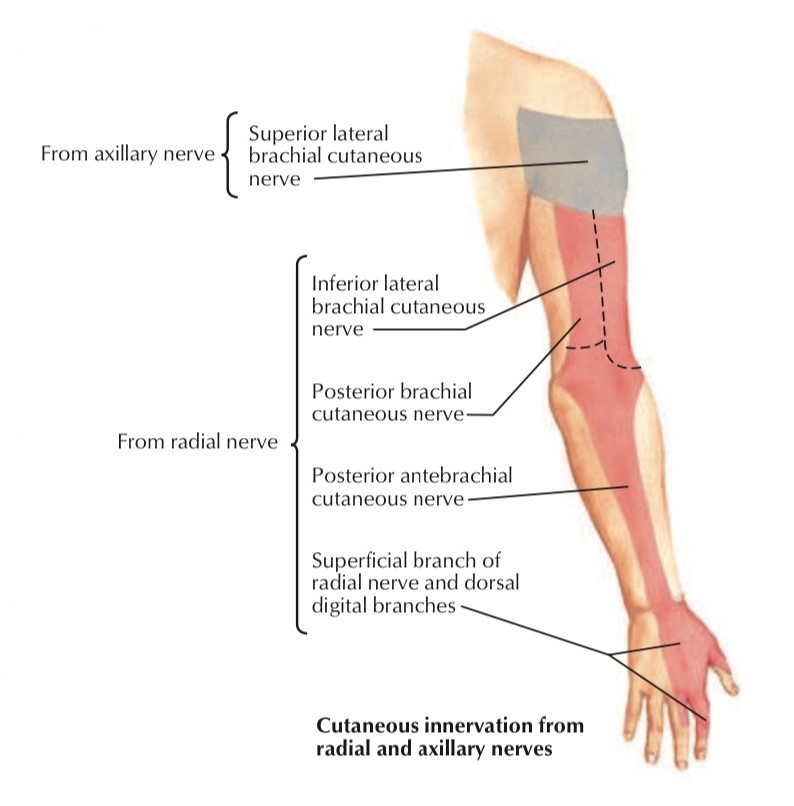 From axillary nerve
Superior lateral
brachial cutaneous
nerve
From radial nerve
Inferior lateral
brachial cutaneous
nerve
Posterior brachial
cutaneous nerve
Posterior antebrachial
cutaneous nerve
Superficial branch of
radial nerve and dorsal
digital branches
Cutaneous innervation from
radial and axillary nerves